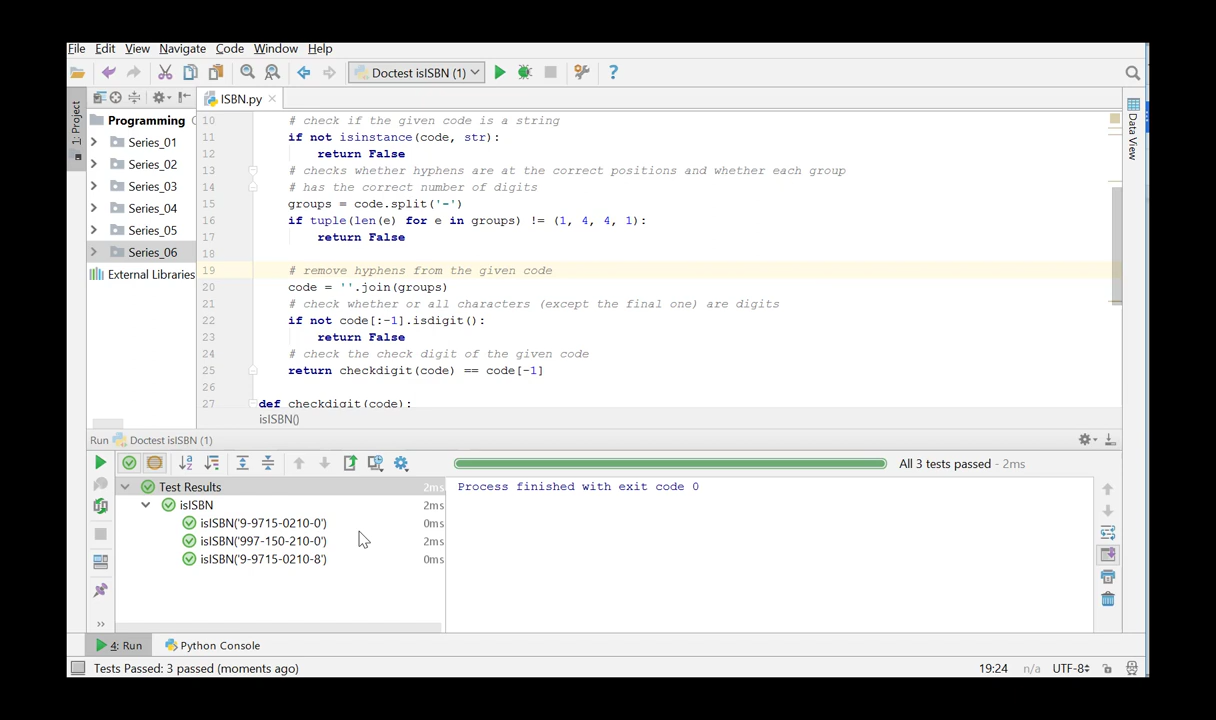 File Edit View Navigate Code Window Help
Doctest isISBN (1)
1: Project
ISBN.py
Data View
Programming
Series_01
Series_02
Series_03
Series_04
Series_05
Series_06
External Libraries
10 # check if the given code is a string
11 if not isinstance(code, str):
12 return False
13 # checks whether hyphens are at the correct positions and whether each group
14 # has the correct number of digits
15 groups = code.split('-')
16 if tuple(len(e) for e in groups) != (1, 4, 4, 1):
17 return False
18
19 # remove hyphens from the given code
20 code = ''.join(groups)
21 # check whether or all characters (except the final one) are digits
22 if not code[:-1].isdigit():
23 return False
24 # check the check digit of the given code
25 return checkdigit(code) == code[-1]
26
27 def checkdigit(code):
isISBN()
Run Doctest isISBN (1)
All 3 tests passed - 2ms
Test Results 2ms
isISBN 2ms
isISBN('9-9715-0210-0') 0ms
isISBN('997-150-210-0') 2ms
isISBN('9-9715-0210-8') 0ms
Process finished with exit code 0
4: Run Python Console
Tests Passed: 3 passed (moments ago) 19:24 n/a UTF-8